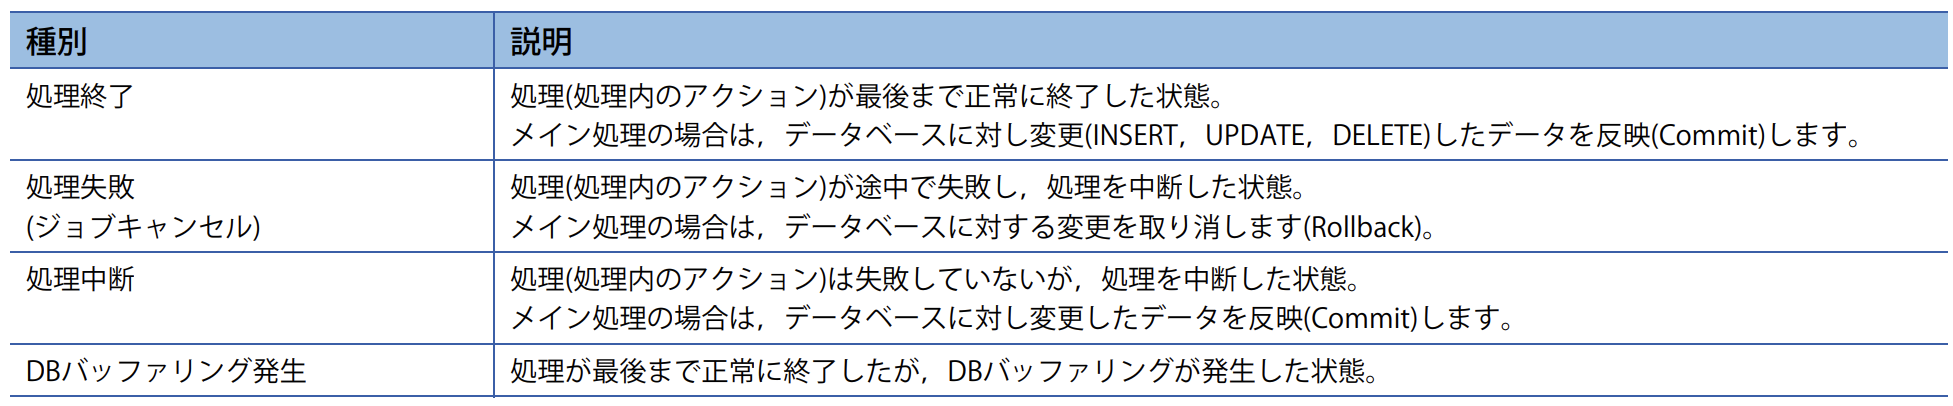 種別
説明
処理終了
処理(処理内のアクション)が最後まで正常に終了した状態。
メイン処理の場合は，データベースに対し変更(INSERT，UPDATE，DELETE)したデータを反映(Commit)します。
処理失敗
(ジョブキャンセル)
処理(処理内のアクション)が途中で失敗し，処理を中断した状態。
メイン処理の場合は，データベースに対する変更を取り消します(Rollback)。
処理中断
処理(処理内のアクション)は失敗していないが，処理を中断した状態。
メイン処理の場合は，データベースに対し変更したデータを反映(Commit)します。
DBバッファリング発生
処理が最後まで正常に終了したが，DBバッファリングが発生した状態。